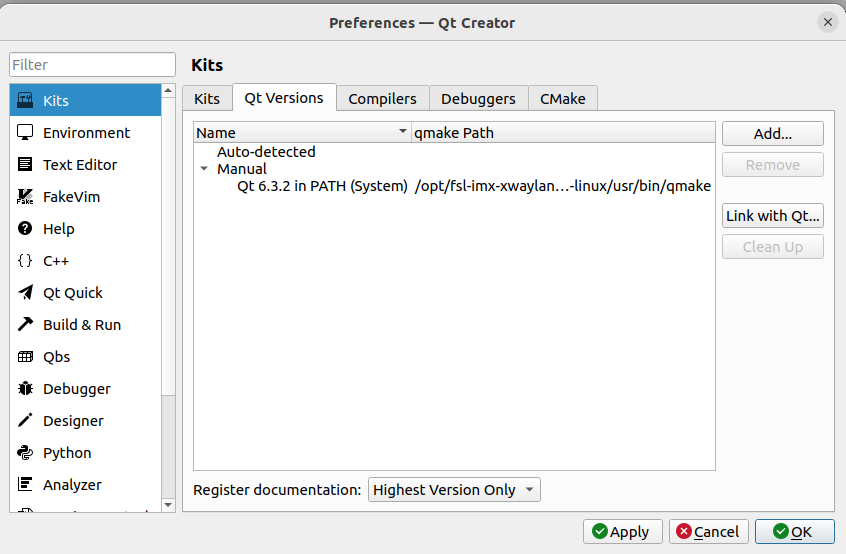 Preferences — Qt Creator
Filter
Kits
Environment
Text Editor
FakeVim
Help
C++
Qt Quick
Build & Run
Qbs
Debugger
Designer
Python
Analyzer
Kits
Kits Qt Versions Compilers Debuggers CMake
Name qmake Path
Auto-detected
Manual
Qt 6.3.2 in PATH (System) /opt/fsl-imx-xwaylan…-linux/usr/bin/qmake
Add...
Remove
Link with Qt...
Clean Up
Register documentation: Highest Version Only
Apply Cancel OK